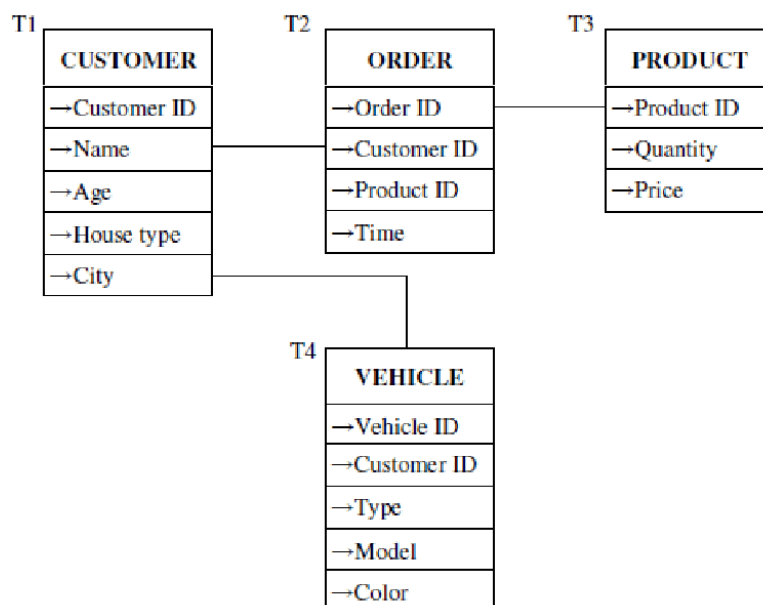 T1
CUSTOMER
→Customer ID
→Name
→Age
→House type
→City
T2
ORDER
→Order ID
→Customer ID
→Product ID
→Time
T3
PRODUCT
→Product ID
→Quantity
→Price
T4
VEHICLE
→Vehicle ID
→Customer ID
→Type
→Model
→Color